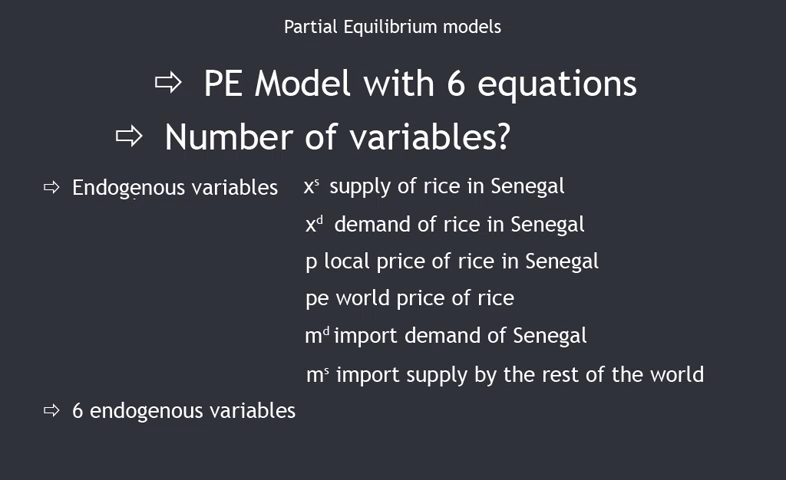 Partial Equilibrium models
⇨ PE Model with 6 equations
⇨ Number of variables?
⇨ Endogenous variables xˢ supply of rice in Senegal
xᵈ demand of rice in Senegal
p local price of rice in Senegal
pe world price of rice
mᵈ import demand of Senegal
mˢ import supply by the rest of the world
⇨ 6 endogenous variables